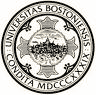 UNIVERSITAS BOSTONIENSIS
CONDITA MDCCCXXXIX